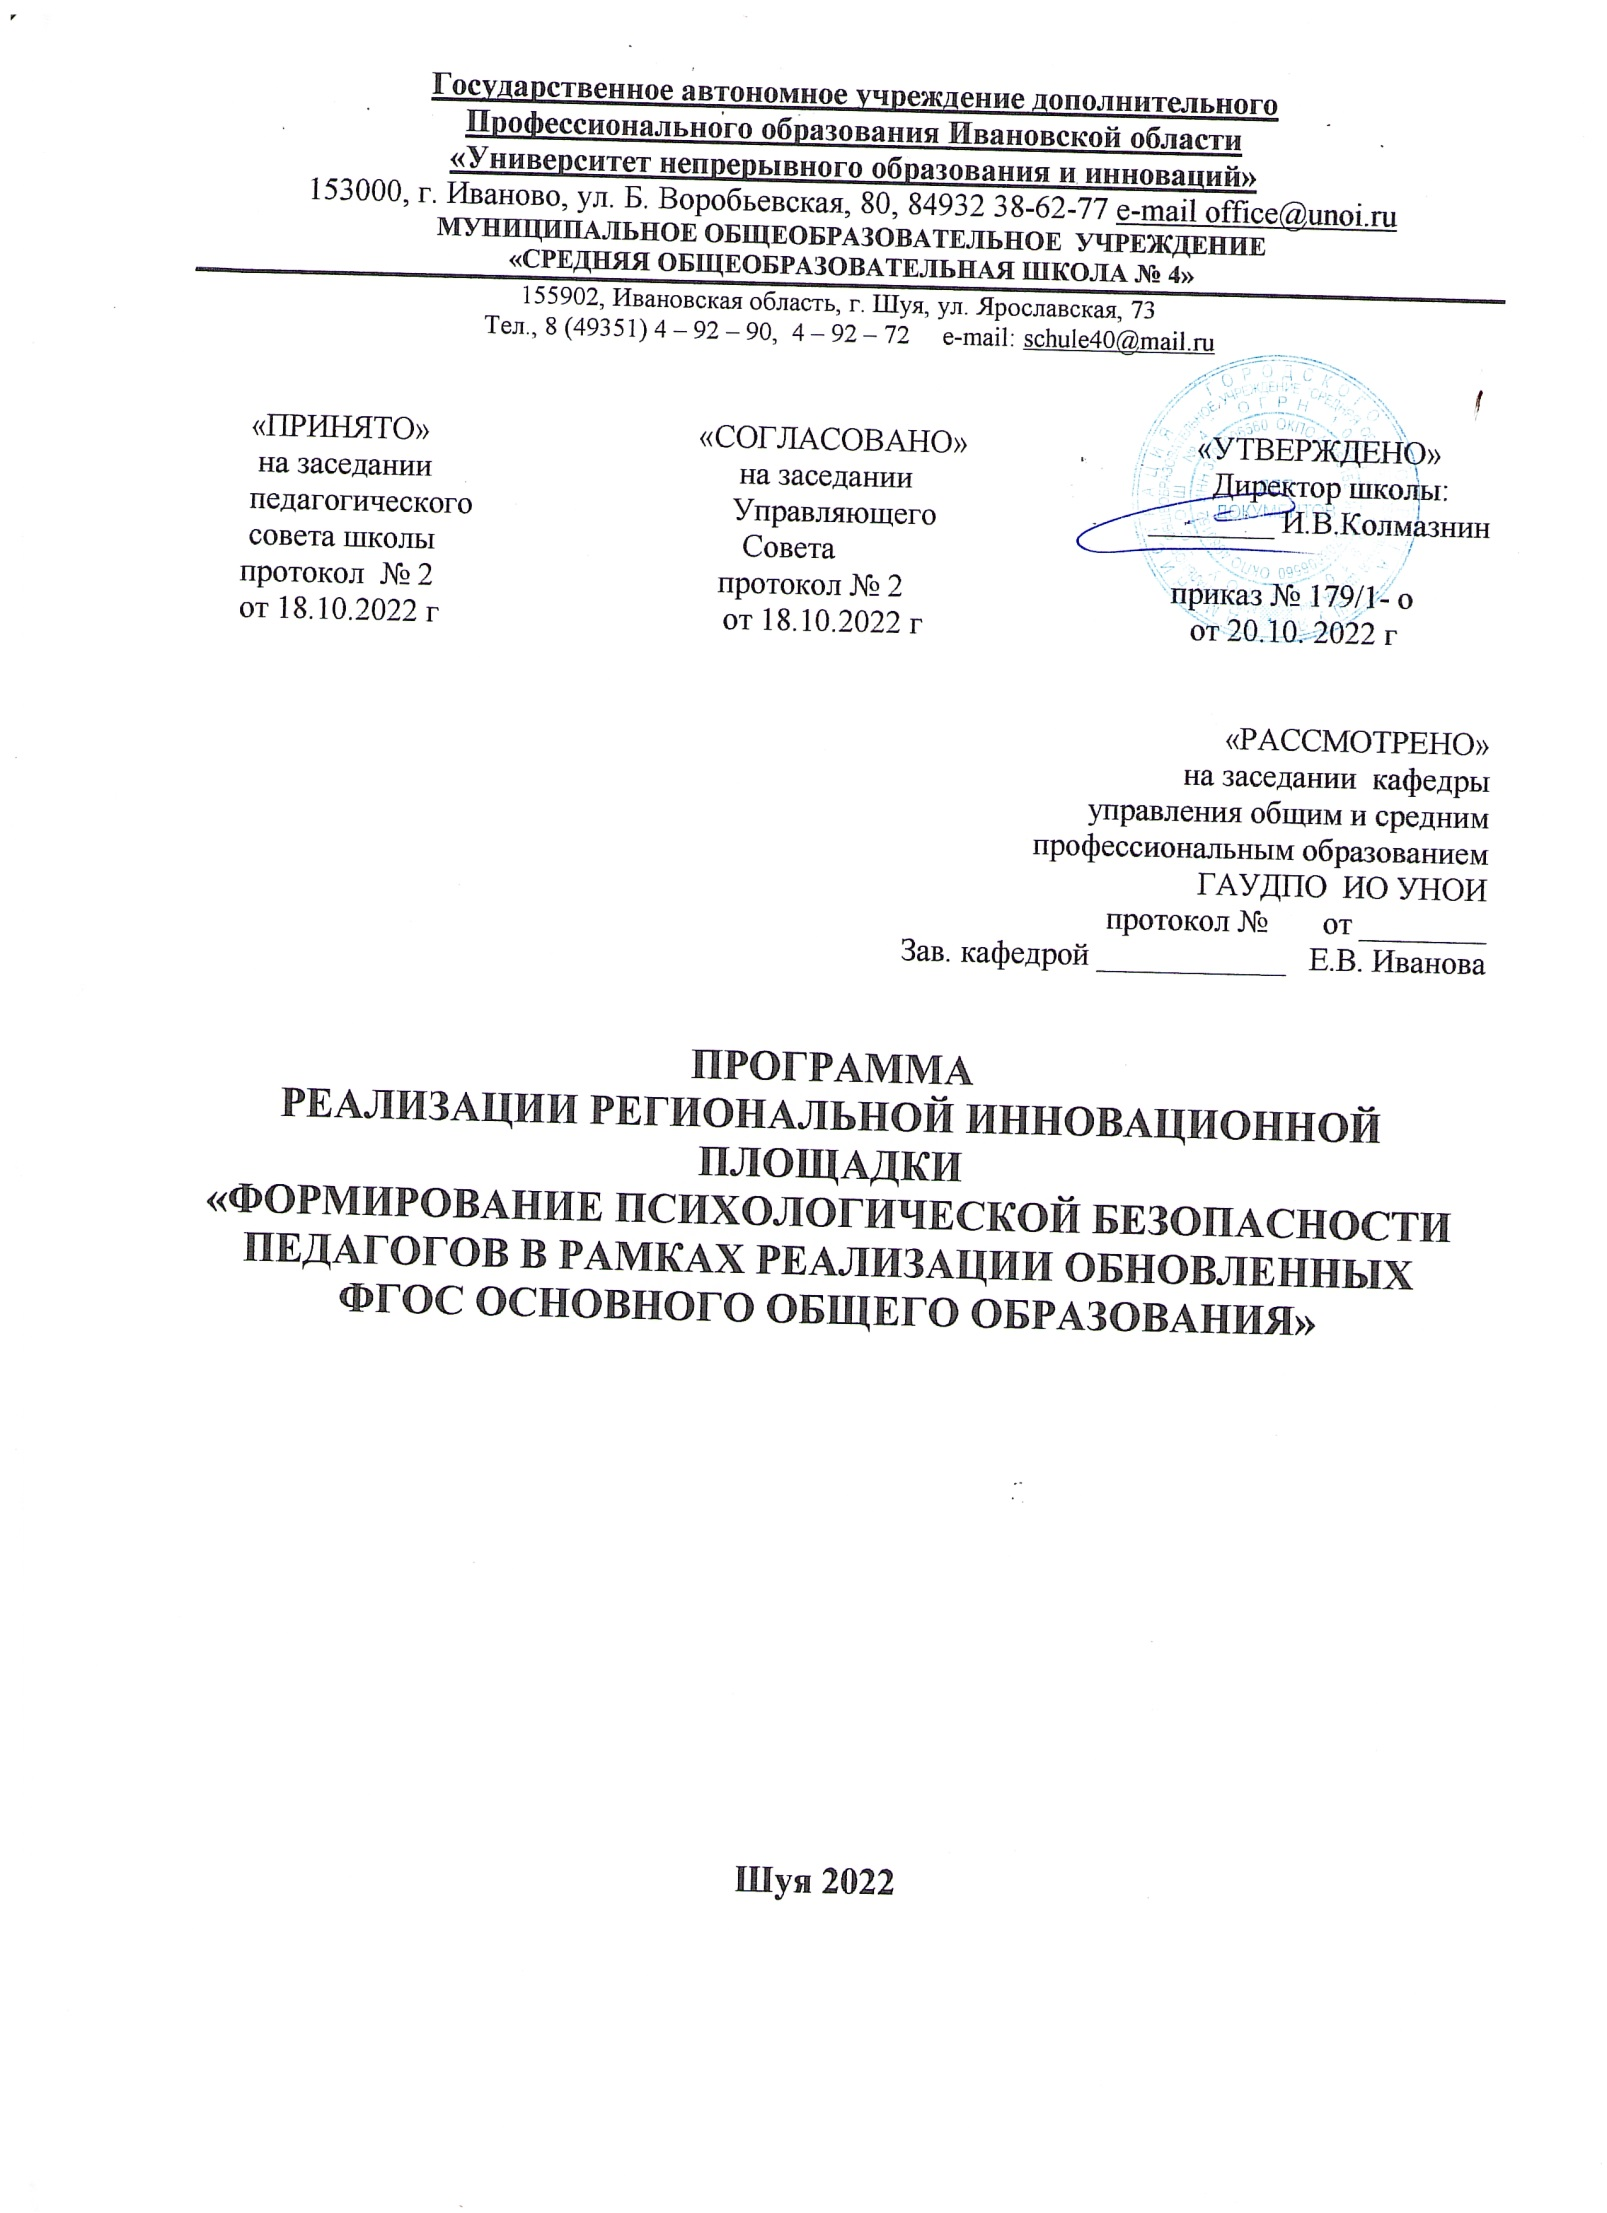 Государственное автономное учреждение дополнительного
Профессионального образования Ивановской области
«Университет непрерывного образования и инноваций»
153000, г. Иваново, ул. Б. Воробьевская, 80, 84932 38-62-77 e-mail office@unoi.ru
МУНИЦИПАЛЬНОЕ ОБЩЕОБРАЗОВАТЕЛЬНОЕ УЧРЕЖДЕНИЕ
«СРЕДНЯЯ ОБЩЕОБРАЗОВАТЕЛЬНАЯ ШКОЛА № 4»
155902, Ивановская область, г. Шуя, ул. Ярославская, 73
Тел., 8 (49351) 4 – 92 – 90, 4 – 92 – 72 e-mail: schule40@mail.ru
«ПРИНЯТО»
на заседании
педагогического
совета школы
протокол № 2
от 18.10.2022 г
«СОГЛАСОВАНО»
на заседании
Управляющего
Совета
протокол № 2
от 18.10.2022 г
«УТВЕРЖДЕНО»
Директор школы:
_________ И.В.Колмазнин
приказ № 179/1- о
от 20.10. 2022 г
ДОКУМЕНТОВ
«РАССМОТРЕНО»
на заседании кафедры
управления общим и средним
профессиональным образованием
ГАУДПО ИО УНОИ
протокол № от _________
Зав. кафедрой _____________ Е.В. Иванова
ПРОГРАММА
РЕАЛИЗАЦИИ РЕГИОНАЛЬНОЙ ИННОВАЦИОННОЙ
ПЛОЩАДКИ
«ФОРМИРОВАНИЕ ПСИХОЛОГИЧЕСКОЙ БЕЗОПАСНОСТИ
ПЕДАГОГОВ В РАМКАХ РЕАЛИЗАЦИИ ОБНОВЛЕННЫХ
ФГОС ОСНОВНОГО ОБЩЕГО ОБРАЗОВАНИЯ»
Шуя 2022